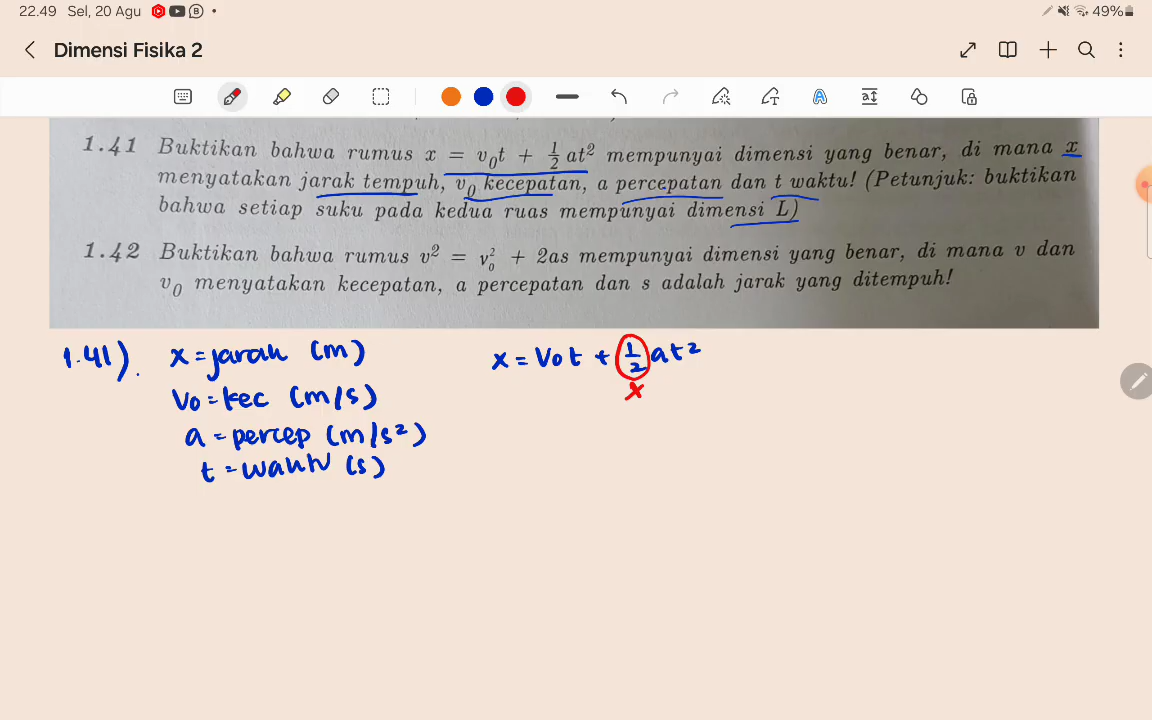 22.49 Sel, 20 Agu
49%
Dimensi Fisika 2
1.41 Buktikan bahwa rumus x = v₀t + ½ at² mempunyai dimensi yang benar, di mana x
menyatakan jarak tempuh, v₀ kecepatan, a percepatan dan t waktu! (Petunjuk: buktikan
bahwa setiap suku pada kedua ruas mempunyai dimensi L)
1.42 Buktikan bahwa rumus v² = v₀² + 2as mempunyai dimensi yang benar, di mana v dan
v₀ menyatakan kecepatan, a percepatan dan s adalah jarak yang ditempuh!
1.41). x = jarak (m)
x = v₀ t + ½ at²
x
v₀ = kec (m/s)
a = percep (m/s²)
t = waktu (s)